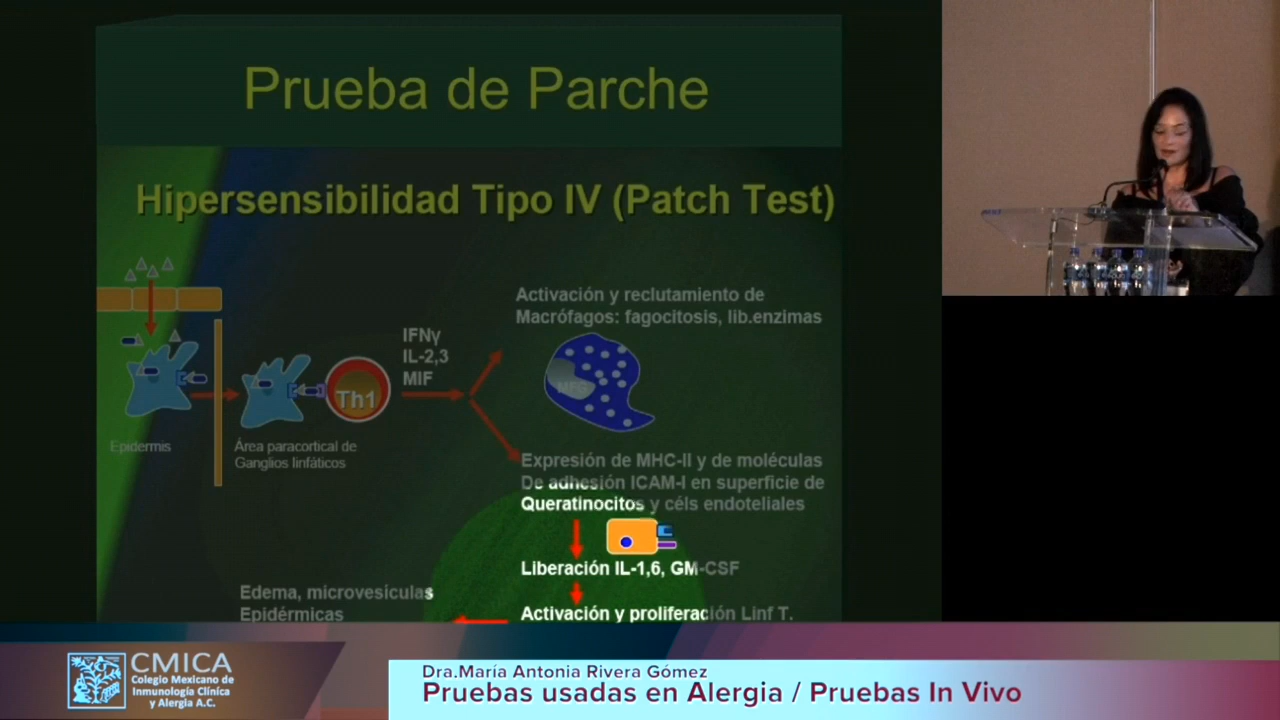 Prueba de Parche
Hipersensibilidad Tipo IV (Patch Test)
Activación y reclutamiento de
Macrófagos: fagocitosis, lib.enzimas
IFNγ
IL-2,3
MIF
MFG
Th1
Epidermis
Área paracortical de
Ganglios linfáticos
Expresión de MHC-II y de moléculas
De adhesión ICAM-I en superficie de
Queratinocitos y céls endoteliales
Liberación IL-1,6, GM-CSF
Edema, microvesiculas
Epidérmicas
Activación y proliferación Linf T.
CMICA
Colegio Mexicano de
Inmunología Clínica
y Alergia A.C.
Dra.María Antonia Rivera Gómez
Pruebas usadas en Alergia / Pruebas In Vivo